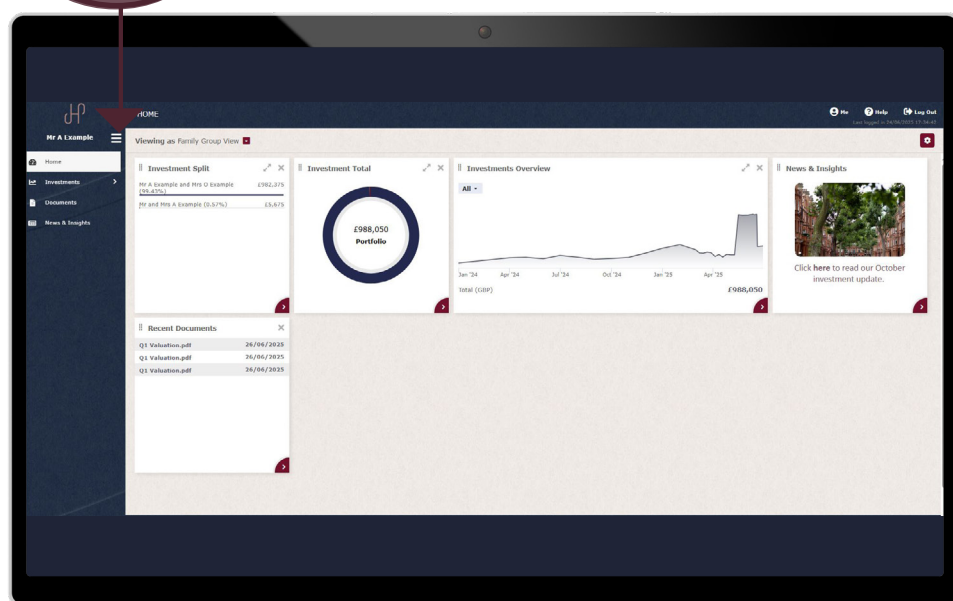 HOME
Me
Help
Log Out
Mr A Example
Viewing as Family Group View
Home
Investments
Documents
News & Insights
Investment Split
Mr A Example and Mrs O Example £982,375
(99.43%)
Mr and Mrs A Example (0.57%) £5,675
Investment Total
£988,050
Portfolio
Investments Overview
All
Jan '24 Apr '24 Jul '24 Oct '24 Jan '25 Apr '25
Total (GBP) £988,050
News & Insights
Click here to read our October
investment update.
Recent Documents
Q1 Valuation.pdf 26/06/2025
Q1 Valuation.pdf 26/06/2025
Q1 Valuation.pdf 26/06/2025